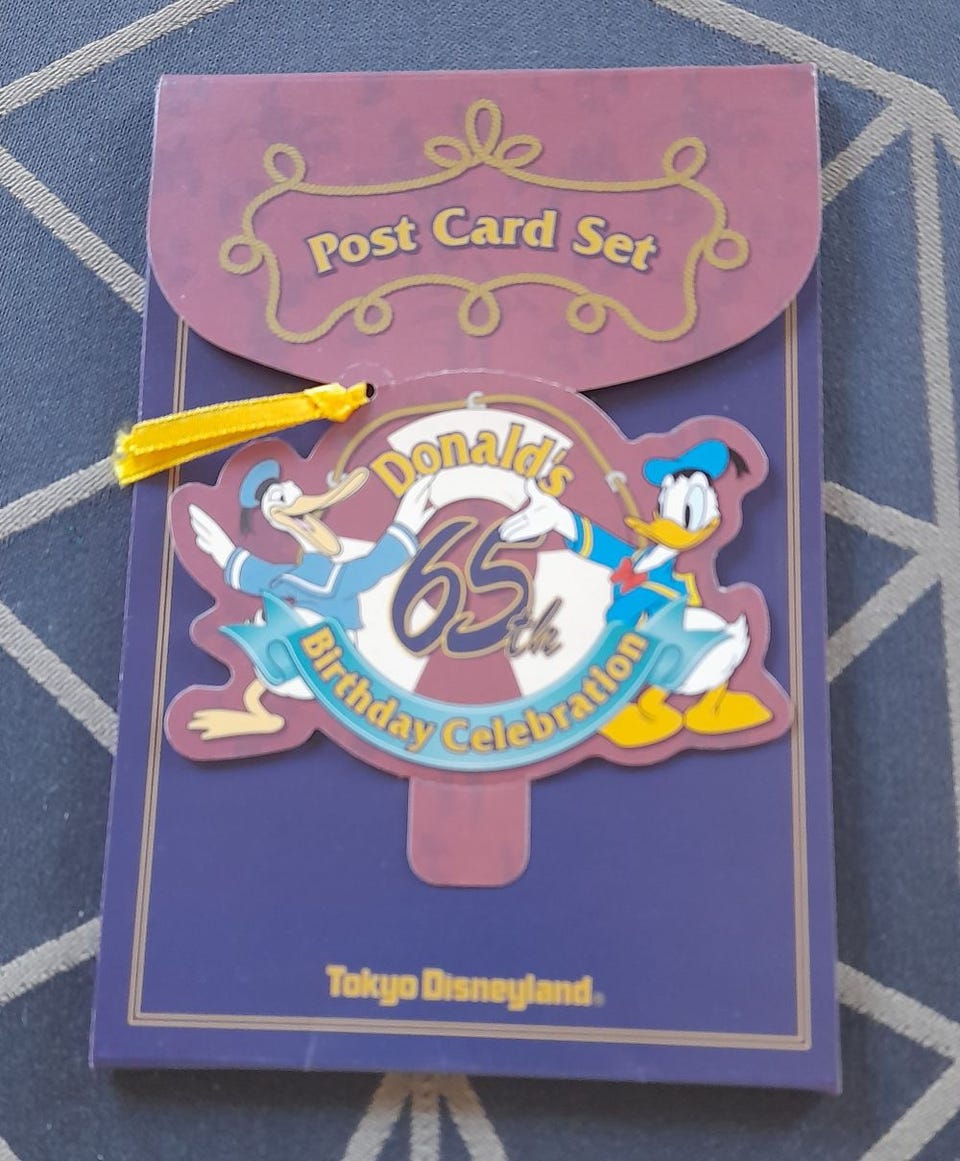 Post Card Set
Donald's
65th
Birthday Celebration
Tokyo Disneyland®